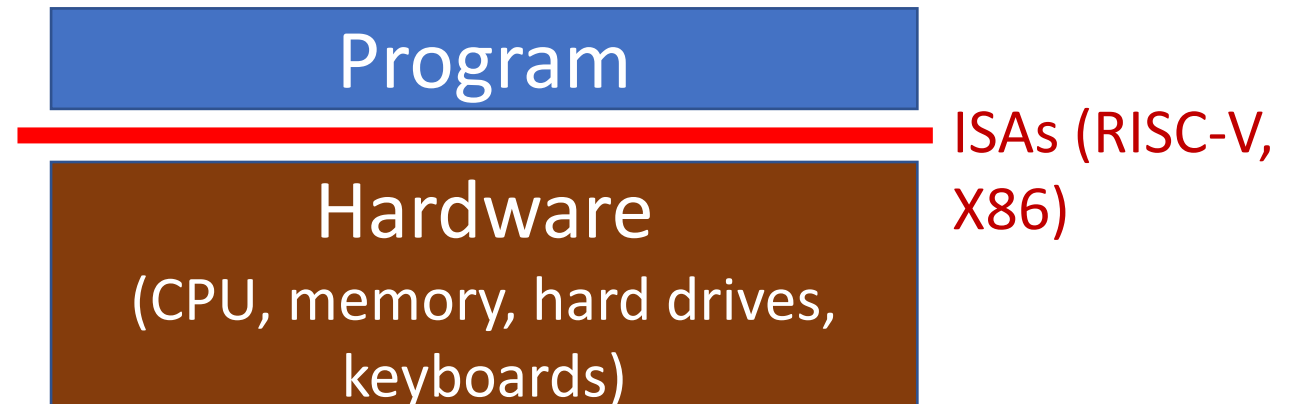 Program
ISAs (RISC-V,
X86)
Hardware
(CPU, memory, hard drives,
keyboards)